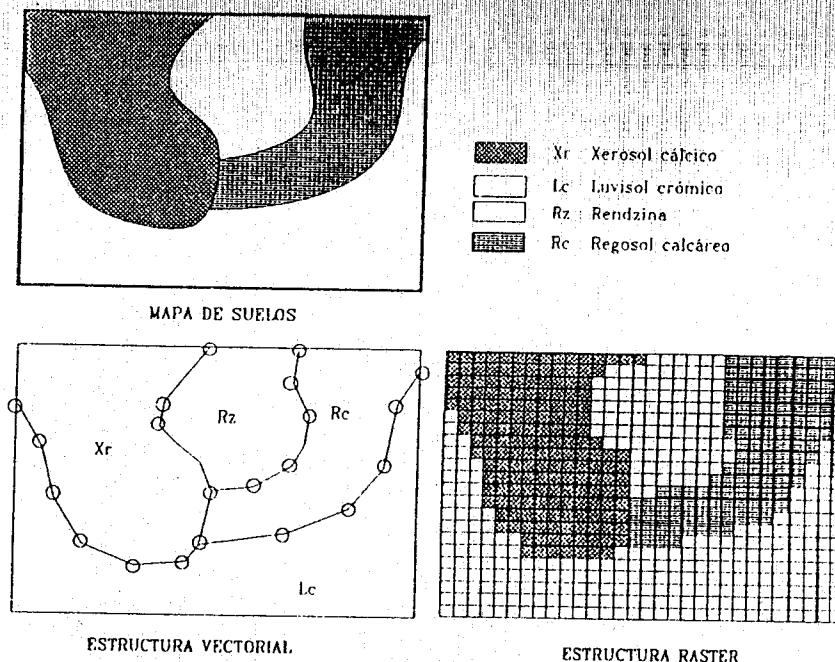 Xr Xerosol cálcico
Lc Luvisol crómico
Rz Rendzina
Rc Regosol calcáreo
MAPA DE SUELOS
Xr
Rz
Rc
Lc
ESTRUCTURA VECTORIAL
ESTRUCTURA RASTER